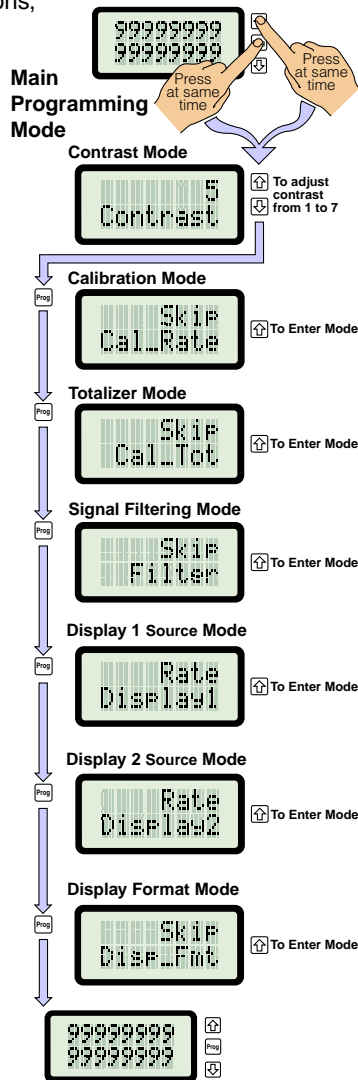 ons,
99999999
99999999
Press
at same
time
Press
at same
time
Main
Programming
Mode
Contrast Mode
5
Contrast
To adjust
contrast
from 1 to 7
Calibration Mode
Prog
Skip
Cal_Rate
To Enter Mode
Totalizer Mode
Prog
Skip
Cal_Tot
To Enter Mode
Signal Filtering Mode
Prog
Skip
Filter
To Enter Mode
Display 1 Source Mode
Prog
Rate
Display1
To Enter Mode
Display 2 Source Mode
Prog
Rate
Display2
To Enter Mode
Display Format Mode
Prog
Skip
Disp_Fmt
To Enter Mode
99999999
99999999
Prog